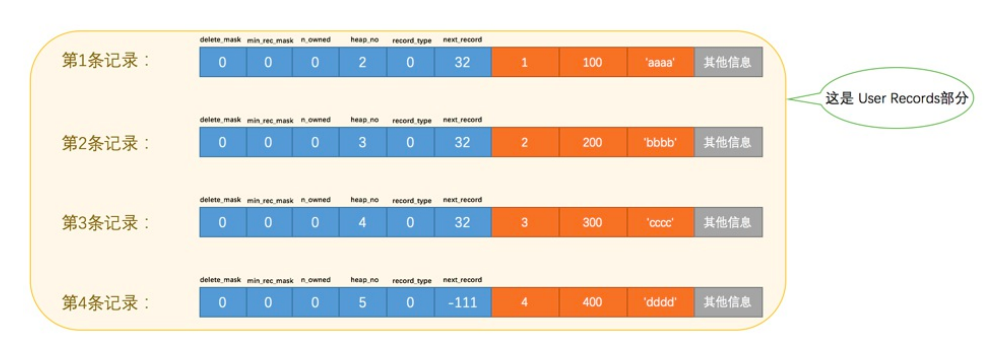 delete_mask min_rec_mask n_owned heap_no record_type next_record
第1条记录： 0 0 0 2 0 32 1 100 'aaaa' 其他信息
这是 User Records部分
delete_mask min_rec_mask n_owned heap_no record_type next_record
第2条记录： 0 0 0 3 0 32 2 200 'bbbb' 其他信息
delete_mask min_rec_mask n_owned heap_no record_type next_record
第3条记录： 0 0 0 4 0 32 3 300 'cccc' 其他信息
delete_mask min_rec_mask n_owned heap_no record_type next_record
第4条记录： 0 0 0 5 0 -111 4 400 'dddd' 其他信息